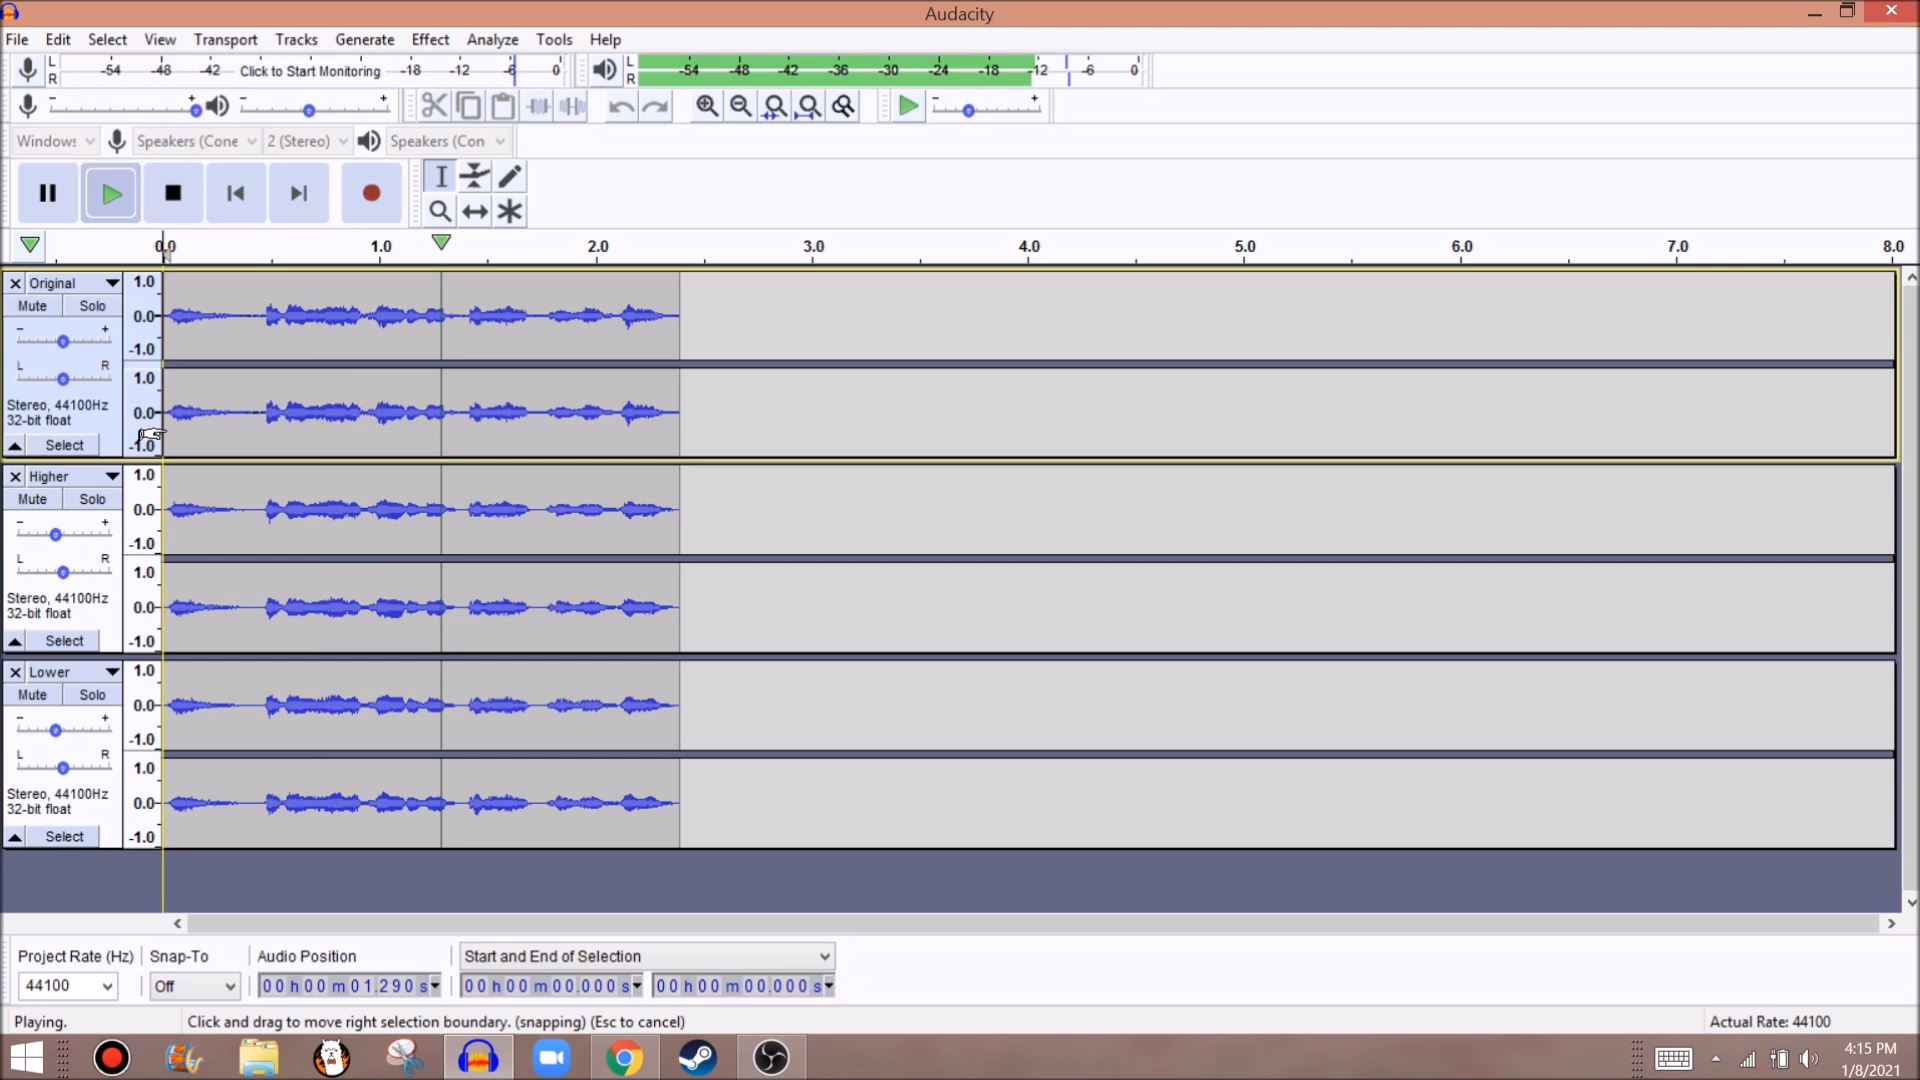 Audacity
File Edit Select View Transport Tracks Generate Effect Analyze Tools Help
L R -54 -48 -42 Click to Start Monitoring -18 -12 -6 0 L R -54 -48 -42 -36 -30 -24 -18 -12 -6 0
- + - + - +
Windows Speakers (Cone 2 (Stereo) Speakers (Con
0.0 1.0 2.0 3.0 4.0 5.0 6.0 7.0 8.0
Original 1.0
Mute Solo
- + 0.0
L R -1.0
1.0
Stereo, 44100Hz 0.0
32-bit float
Select -1.0
Higher 1.0
Mute Solo
- + 0.0
-1.0
L R 1.0
Stereo, 44100Hz 0.0
32-bit float
Select -1.0
Lower 1.0
Mute Solo
- + 0.0
-1.0
L R 1.0
Stereo, 44100Hz 0.0
32-bit float
Select -1.0
Project Rate (Hz) Snap-To Audio Position Start and End of Selection
44100 Off 00 h 00 m 01.290 s 00 h 00 m 00.000 s 00 h 00 m 00.000 s
Playing. Click and drag to move right selection boundary. (snapping) (Esc to cancel) Actual Rate: 44100
4:15 PM
1/8/2021